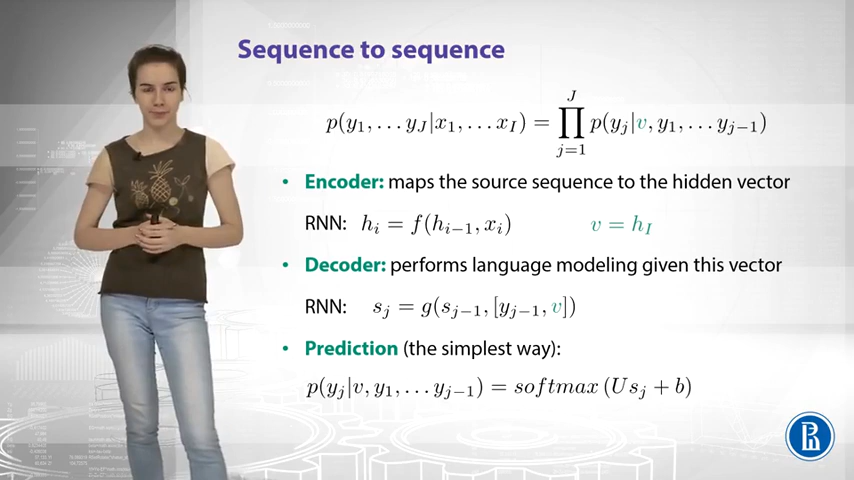 Sequence to sequence
p(y_1, … y_J|x_1, … x_I) = ∏_{j=1}^{J} p(y_j|v, y_1, … y_{j−1})
• Encoder: maps the source sequence to the hidden vector
RNN: h_i = f(h_{i−1}, x_i) v = h_I
• Decoder: performs language modeling given this vector
RNN: s_j = g(s_{j−1}, [y_{j−1}, v])
• Prediction (the simplest way):
p(y_j|v, y_1, … y_{j−1}) = softmax (Us_j + b)